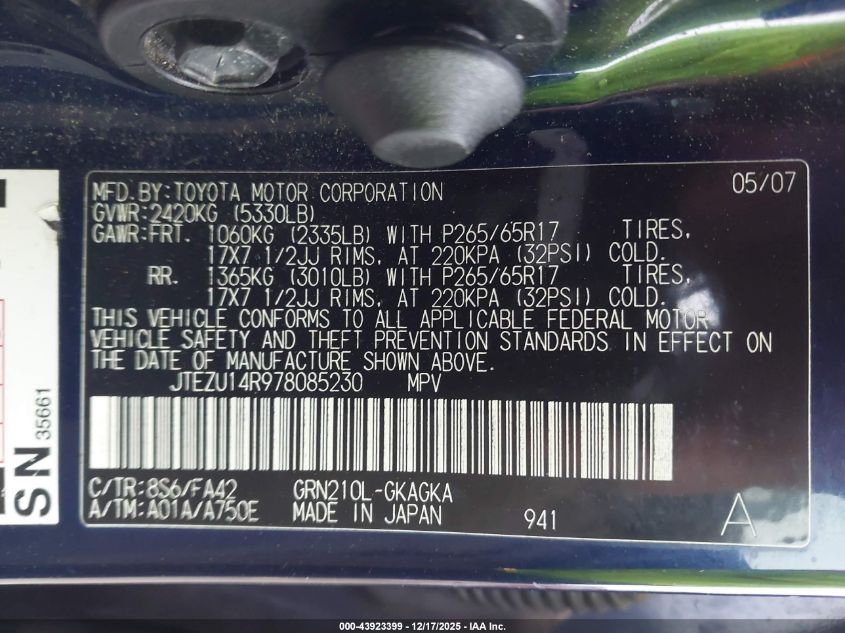 MFD. BY: TOYOTA MOTOR CORPORATION 05/07
GVWR: 2420KG (5330LB)
GAWR: FRT. 1060KG (2335LB) WITH P265/65R17 TIRES,
17X7 1/2JJ RIMS, AT 220KPA (32PSI) COLD.
RR. 1365KG (3010LB) WITH P265/65R17 TIRES,
17X7 1/2JJ RIMS, AT 220KPA (32PSI) COLD.
THIS VEHICLE CONFORMS TO ALL APPLICABLE FEDERAL MOTOR
VEHICLE SAFETY AND THEFT PREVENTION STANDARDS IN EFFECT ON
THE DATE OF MANUFACTURE SHOWN ABOVE.
JTEZU14R978085230 MPV
C/TR: 8S6/FA42 GRN210L-GKAGKA
A/TM: A01A/A750E MADE IN JAPAN 941 A
SN 35661
000-43923399 - 12/17/2025 - IAA Inc.